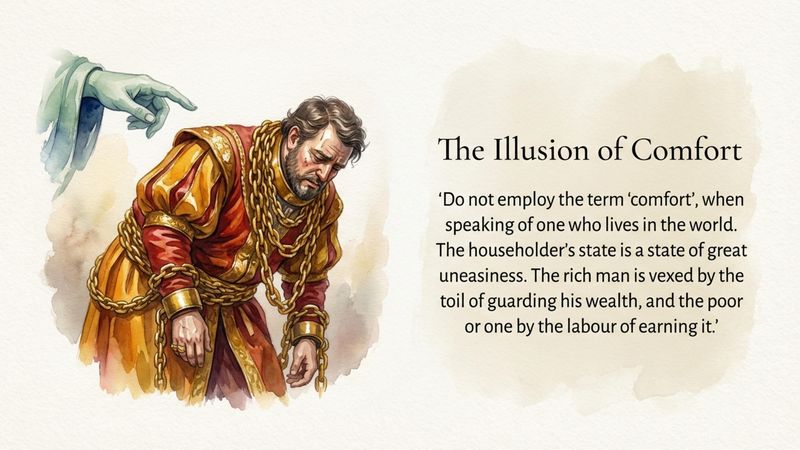 The Illusion of Comfort
‘Do not employ the term ‘comfort’, when
speaking of one who lives in the world.
The householder’s state is a state of great
uneasiness. The rich man is vexed by the
toil of guarding his wealth, and the poor
or one by the labour of earning it.’